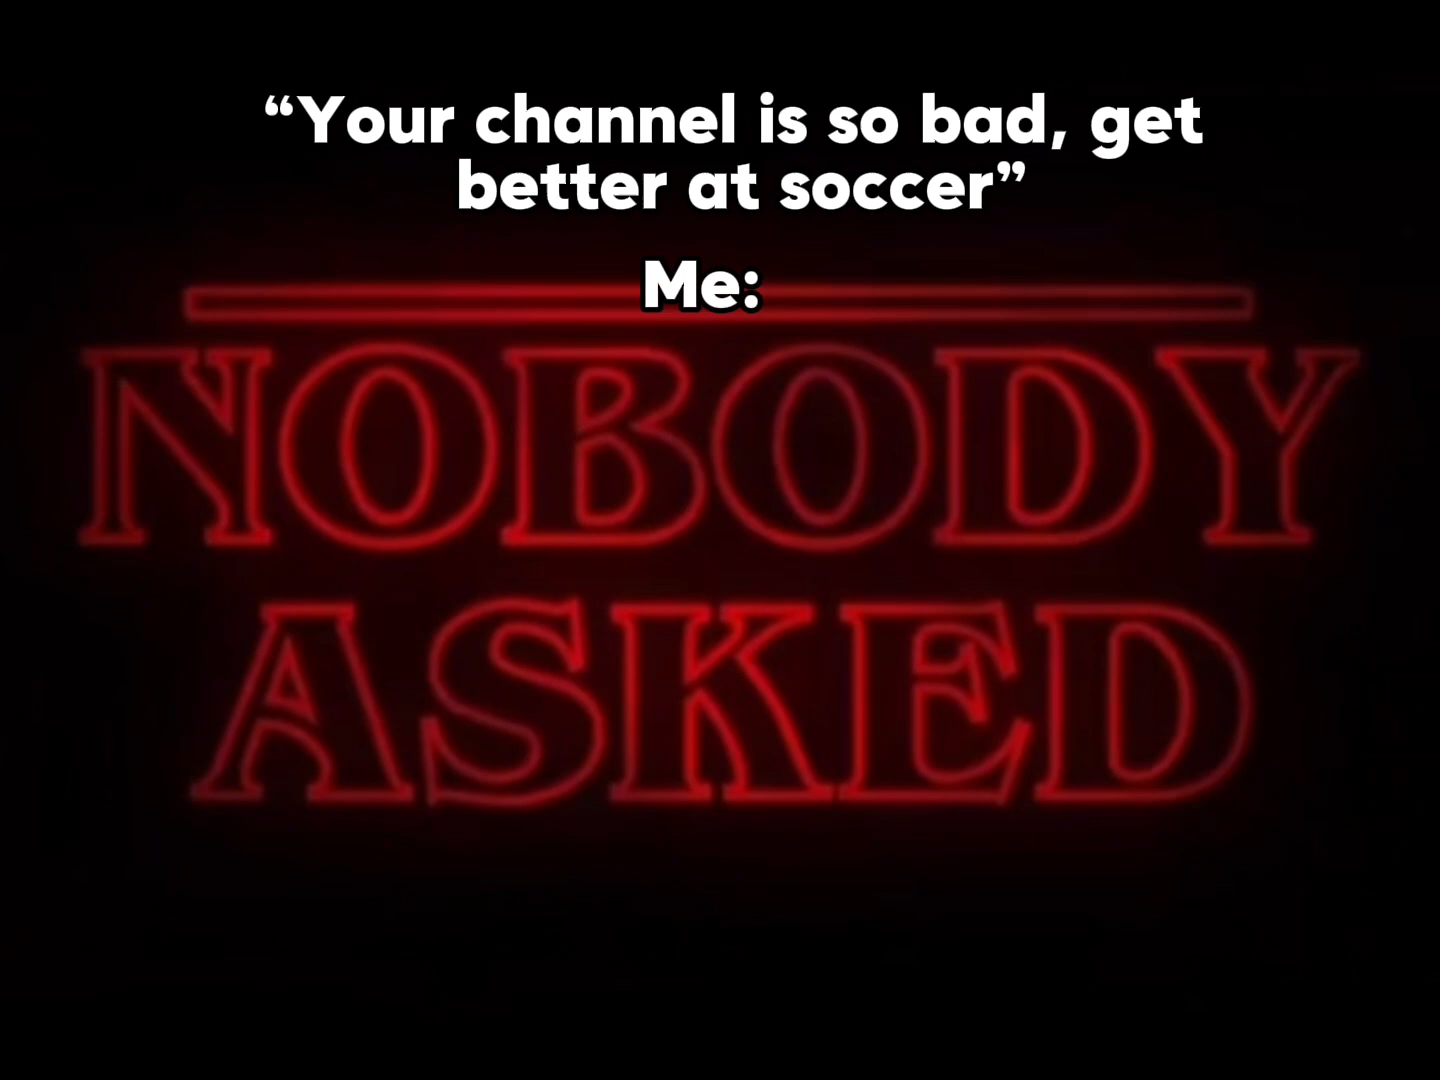 “Your channel is so bad, get
better at soccer”
Me:
NOBODY
ASKED